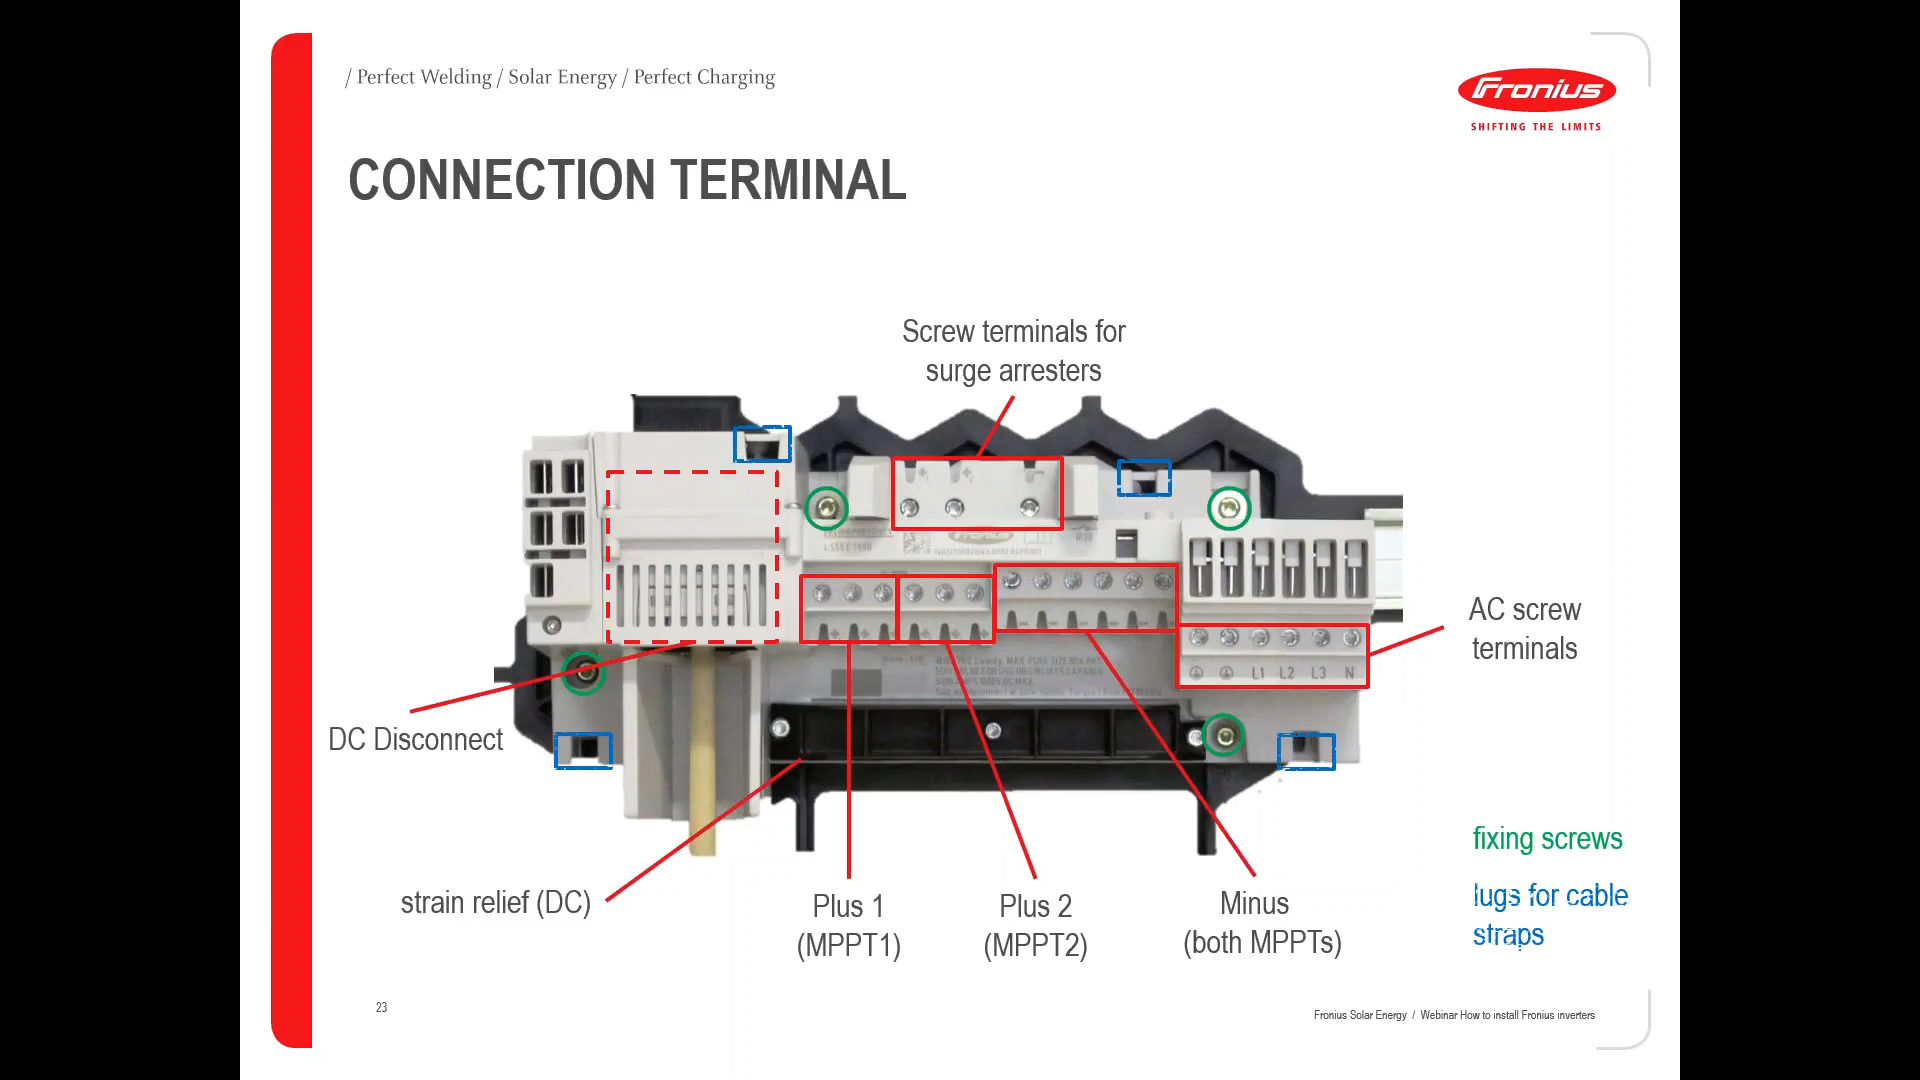 / Perfect Welding / Solar Energy / Perfect Charging
Fronius
SHIFTING THE LIMITS
CONNECTION TERMINAL
Screw terminals for
surge arresters
Fronius
AC screw
terminals
L1 L2 L3 N
DC Disconnect
fixing screws
strain relief (DC)
Plus 1
(MPPT1)
Plus 2
(MPPT2)
Minus
(both MPPTs)
lugs for cable
straps
23
Fronius Solar Energy / Webinar How to install Fronius inverters